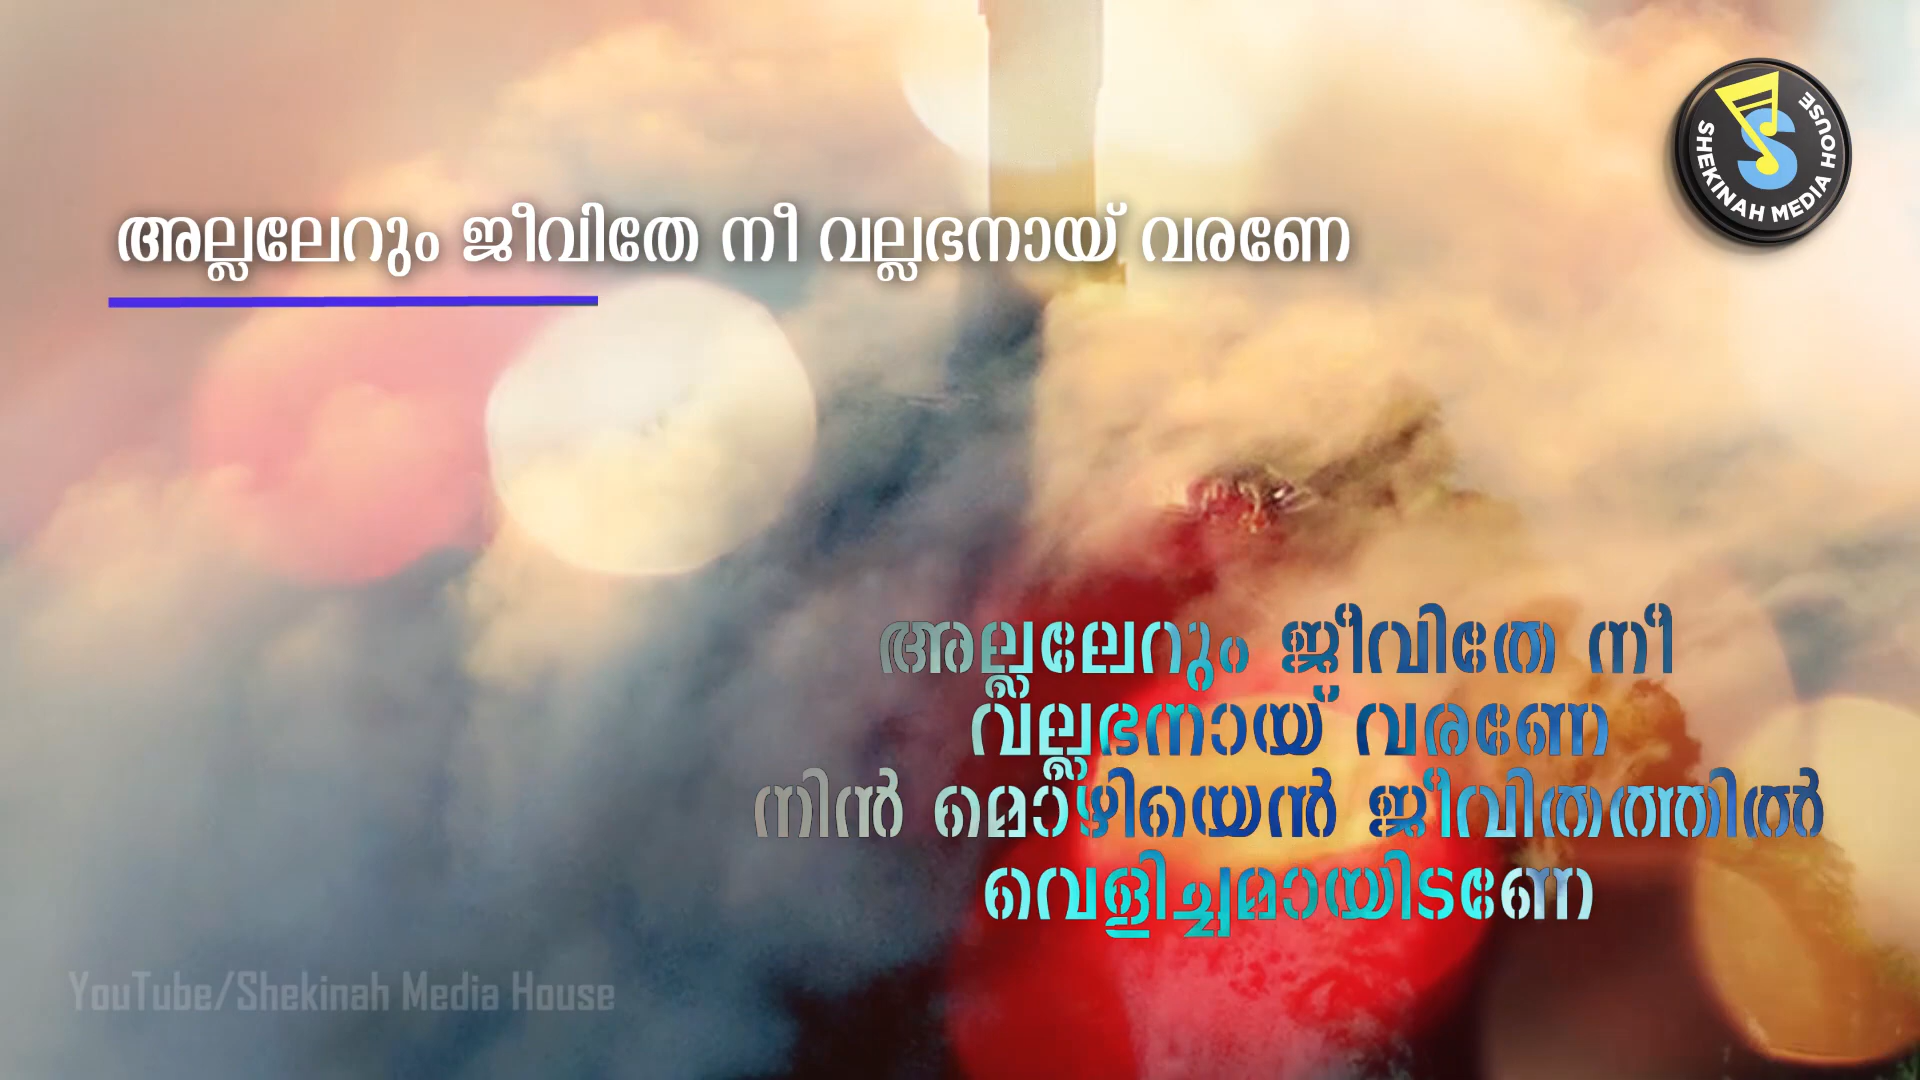 SHEKINAH MEDIA HOUSE
അല്ലലേറും ജീവിതേ നീ വല്ലഭനായ് വരണേ
അല്ലലേറും ജീവിതേ നീ
വല്ലഭനായ് വരണേ
നിൻ മൊഴിയെൻ ജീവിതത്തിൽ
വെളിച്ചമായിടണേ
YouTube/Shekinah Media House